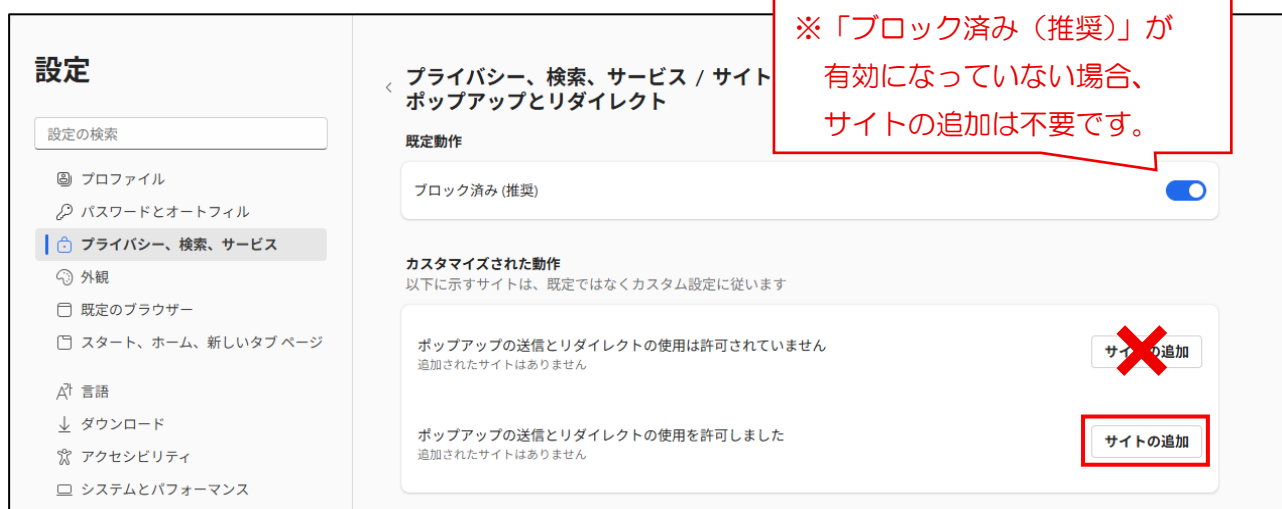 ※「ブロック済み（推奨）」が
有効になっていない場合、
サイトの追加は不要です。
設定
設定の検索
プロファイル
パスワードとオートフィル
プライバシー、検索、サービス
外観
既定のブラウザー
スタート、ホーム、新しいタブ ページ
言語
ダウンロード
アクセシビリティ
システムとパフォーマンス
プライバシー、検索、サービス / サイト
ポップアップとリダイレクト
既定動作
ブロック済み (推奨)
カスタマイズされた動作
以下に示すサイトは、既定ではなくカスタム設定に従います
ポップアップの送信とリダイレクトの使用は許可されていません
追加されたサイトはありません
サイトの追加
ポップアップの送信とリダイレクトの使用を許可しました
追加されたサイトはありません
サイトの追加